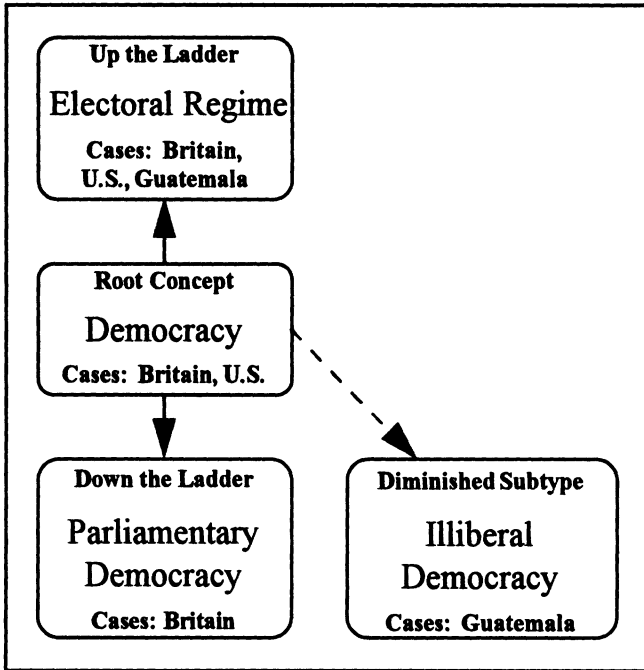 Up the Ladder
Electoral Regime
Cases: Britain,
U.S., Guatemala
Root Concept
Democracy
Cases: Britain, U.S.
Down the Ladder
Parliamentary
Democracy
Cases: Britain
Diminished Subtype
Illiberal
Democracy
Cases: Guatemala